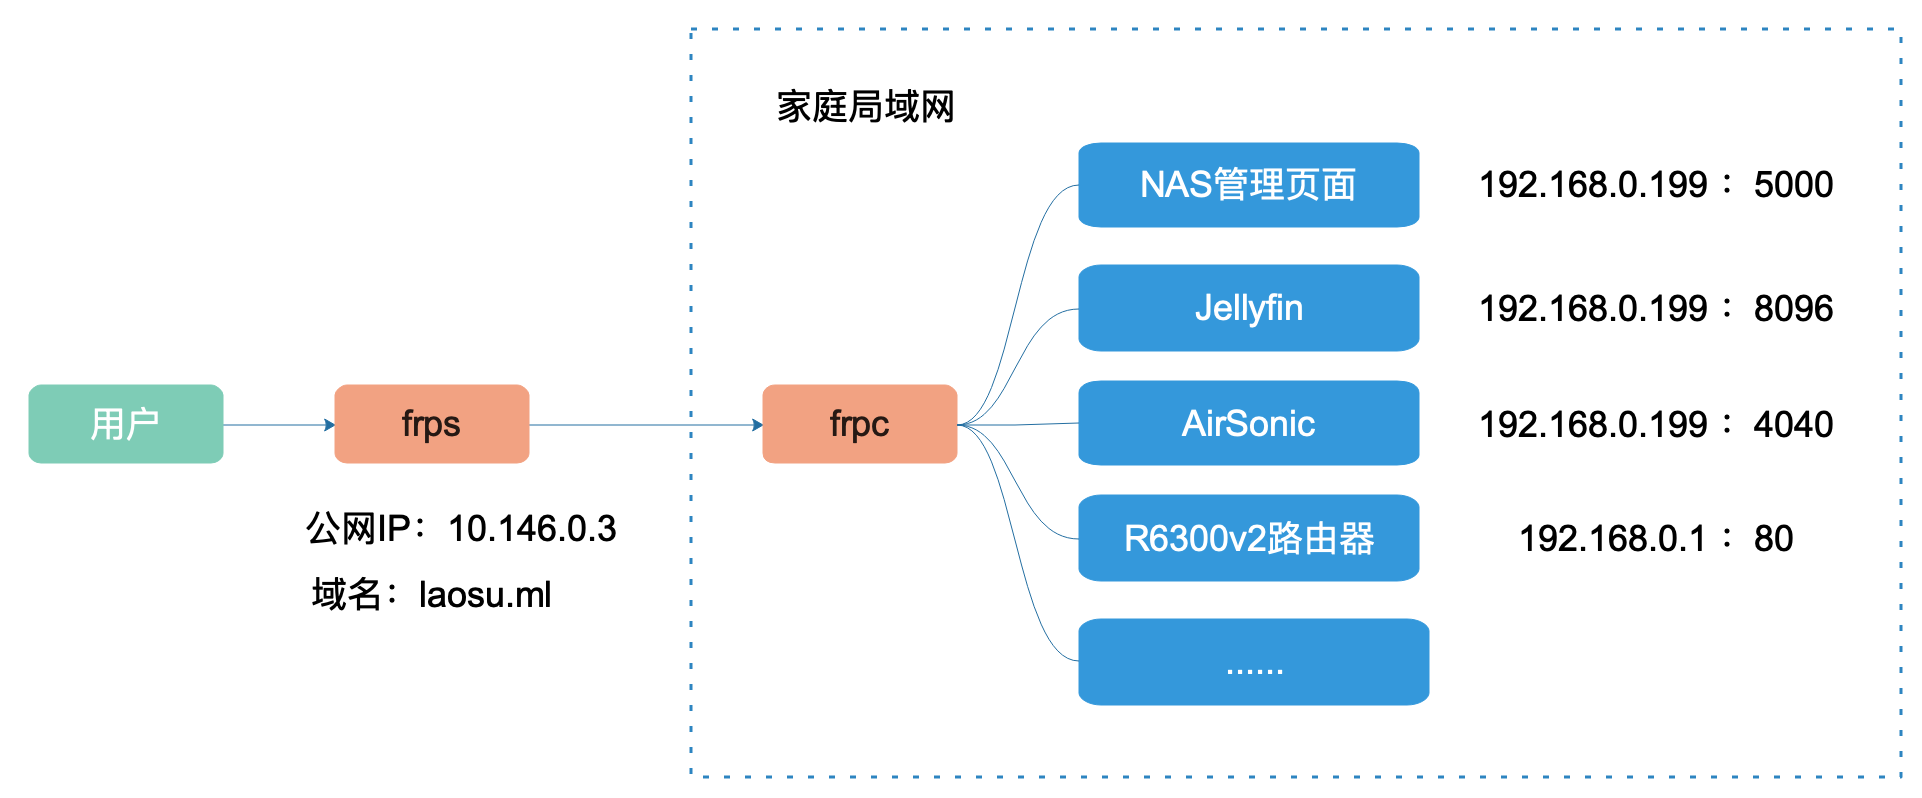 家庭局域网
NAS管理页面 192.168.0.199：5000
Jellyfin 192.168.0.199：8096
用户 frps frpc AirSonic 192.168.0.199：4040
公网IP：10.146.0.3
R6300v2路由器 192.168.0.1：80
域名：laosu.ml
......